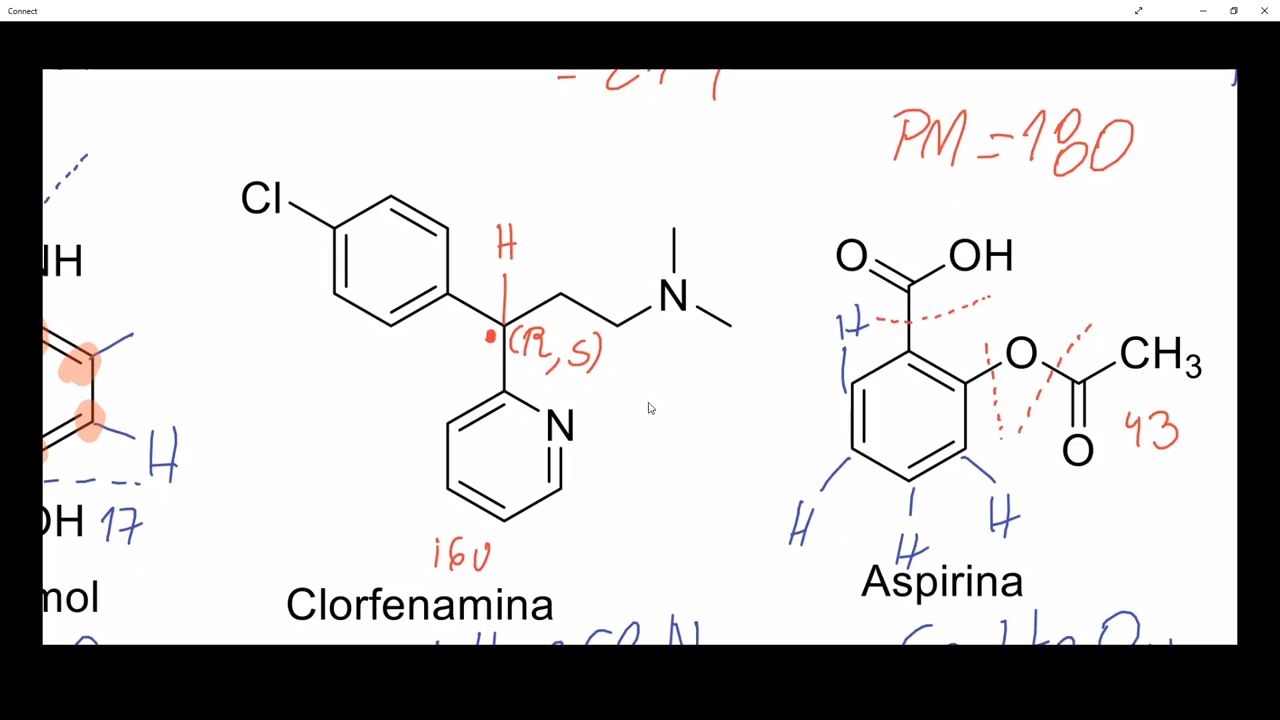 Connect
PM = 180
Cl
H
N
(R, S)
N
160
Clorfenamina
NH
H
OH 17
mol
O
OH
H
O
CH3
O
43
H
H
H
Aspirina